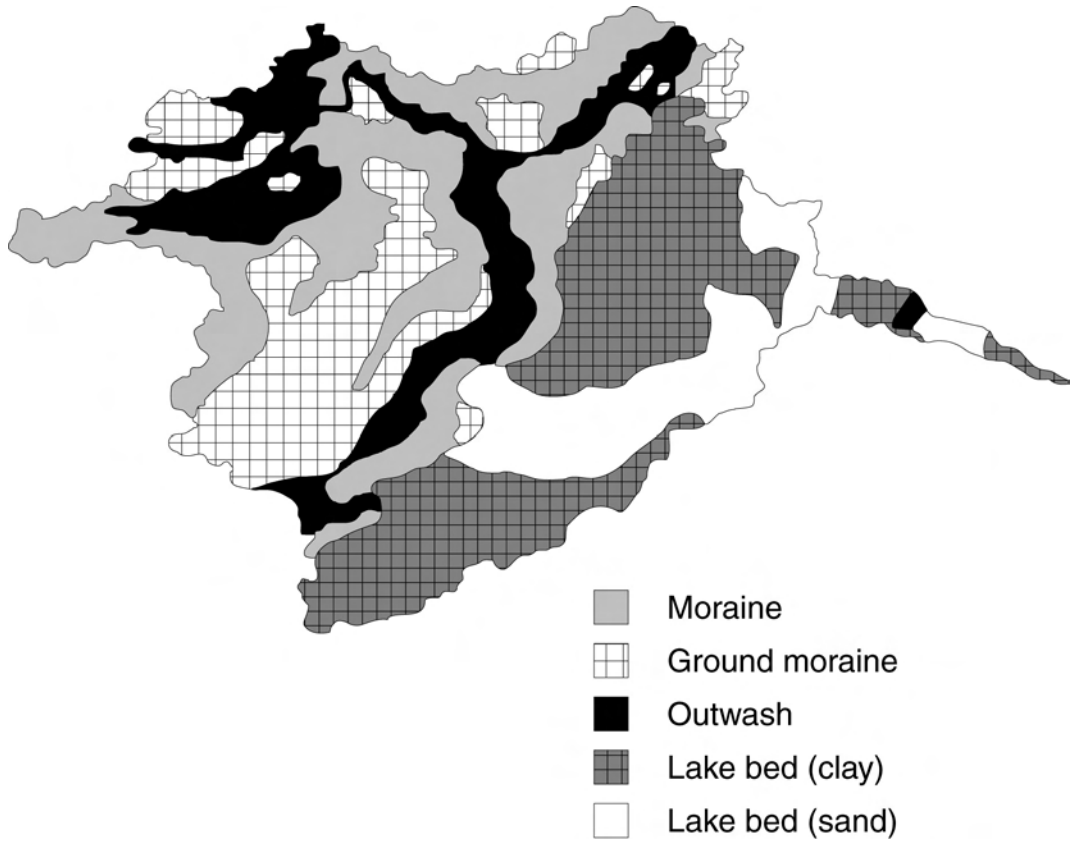 Moraine
Ground moraine
Outwash
Lake bed (clay)
Lake bed (sand)